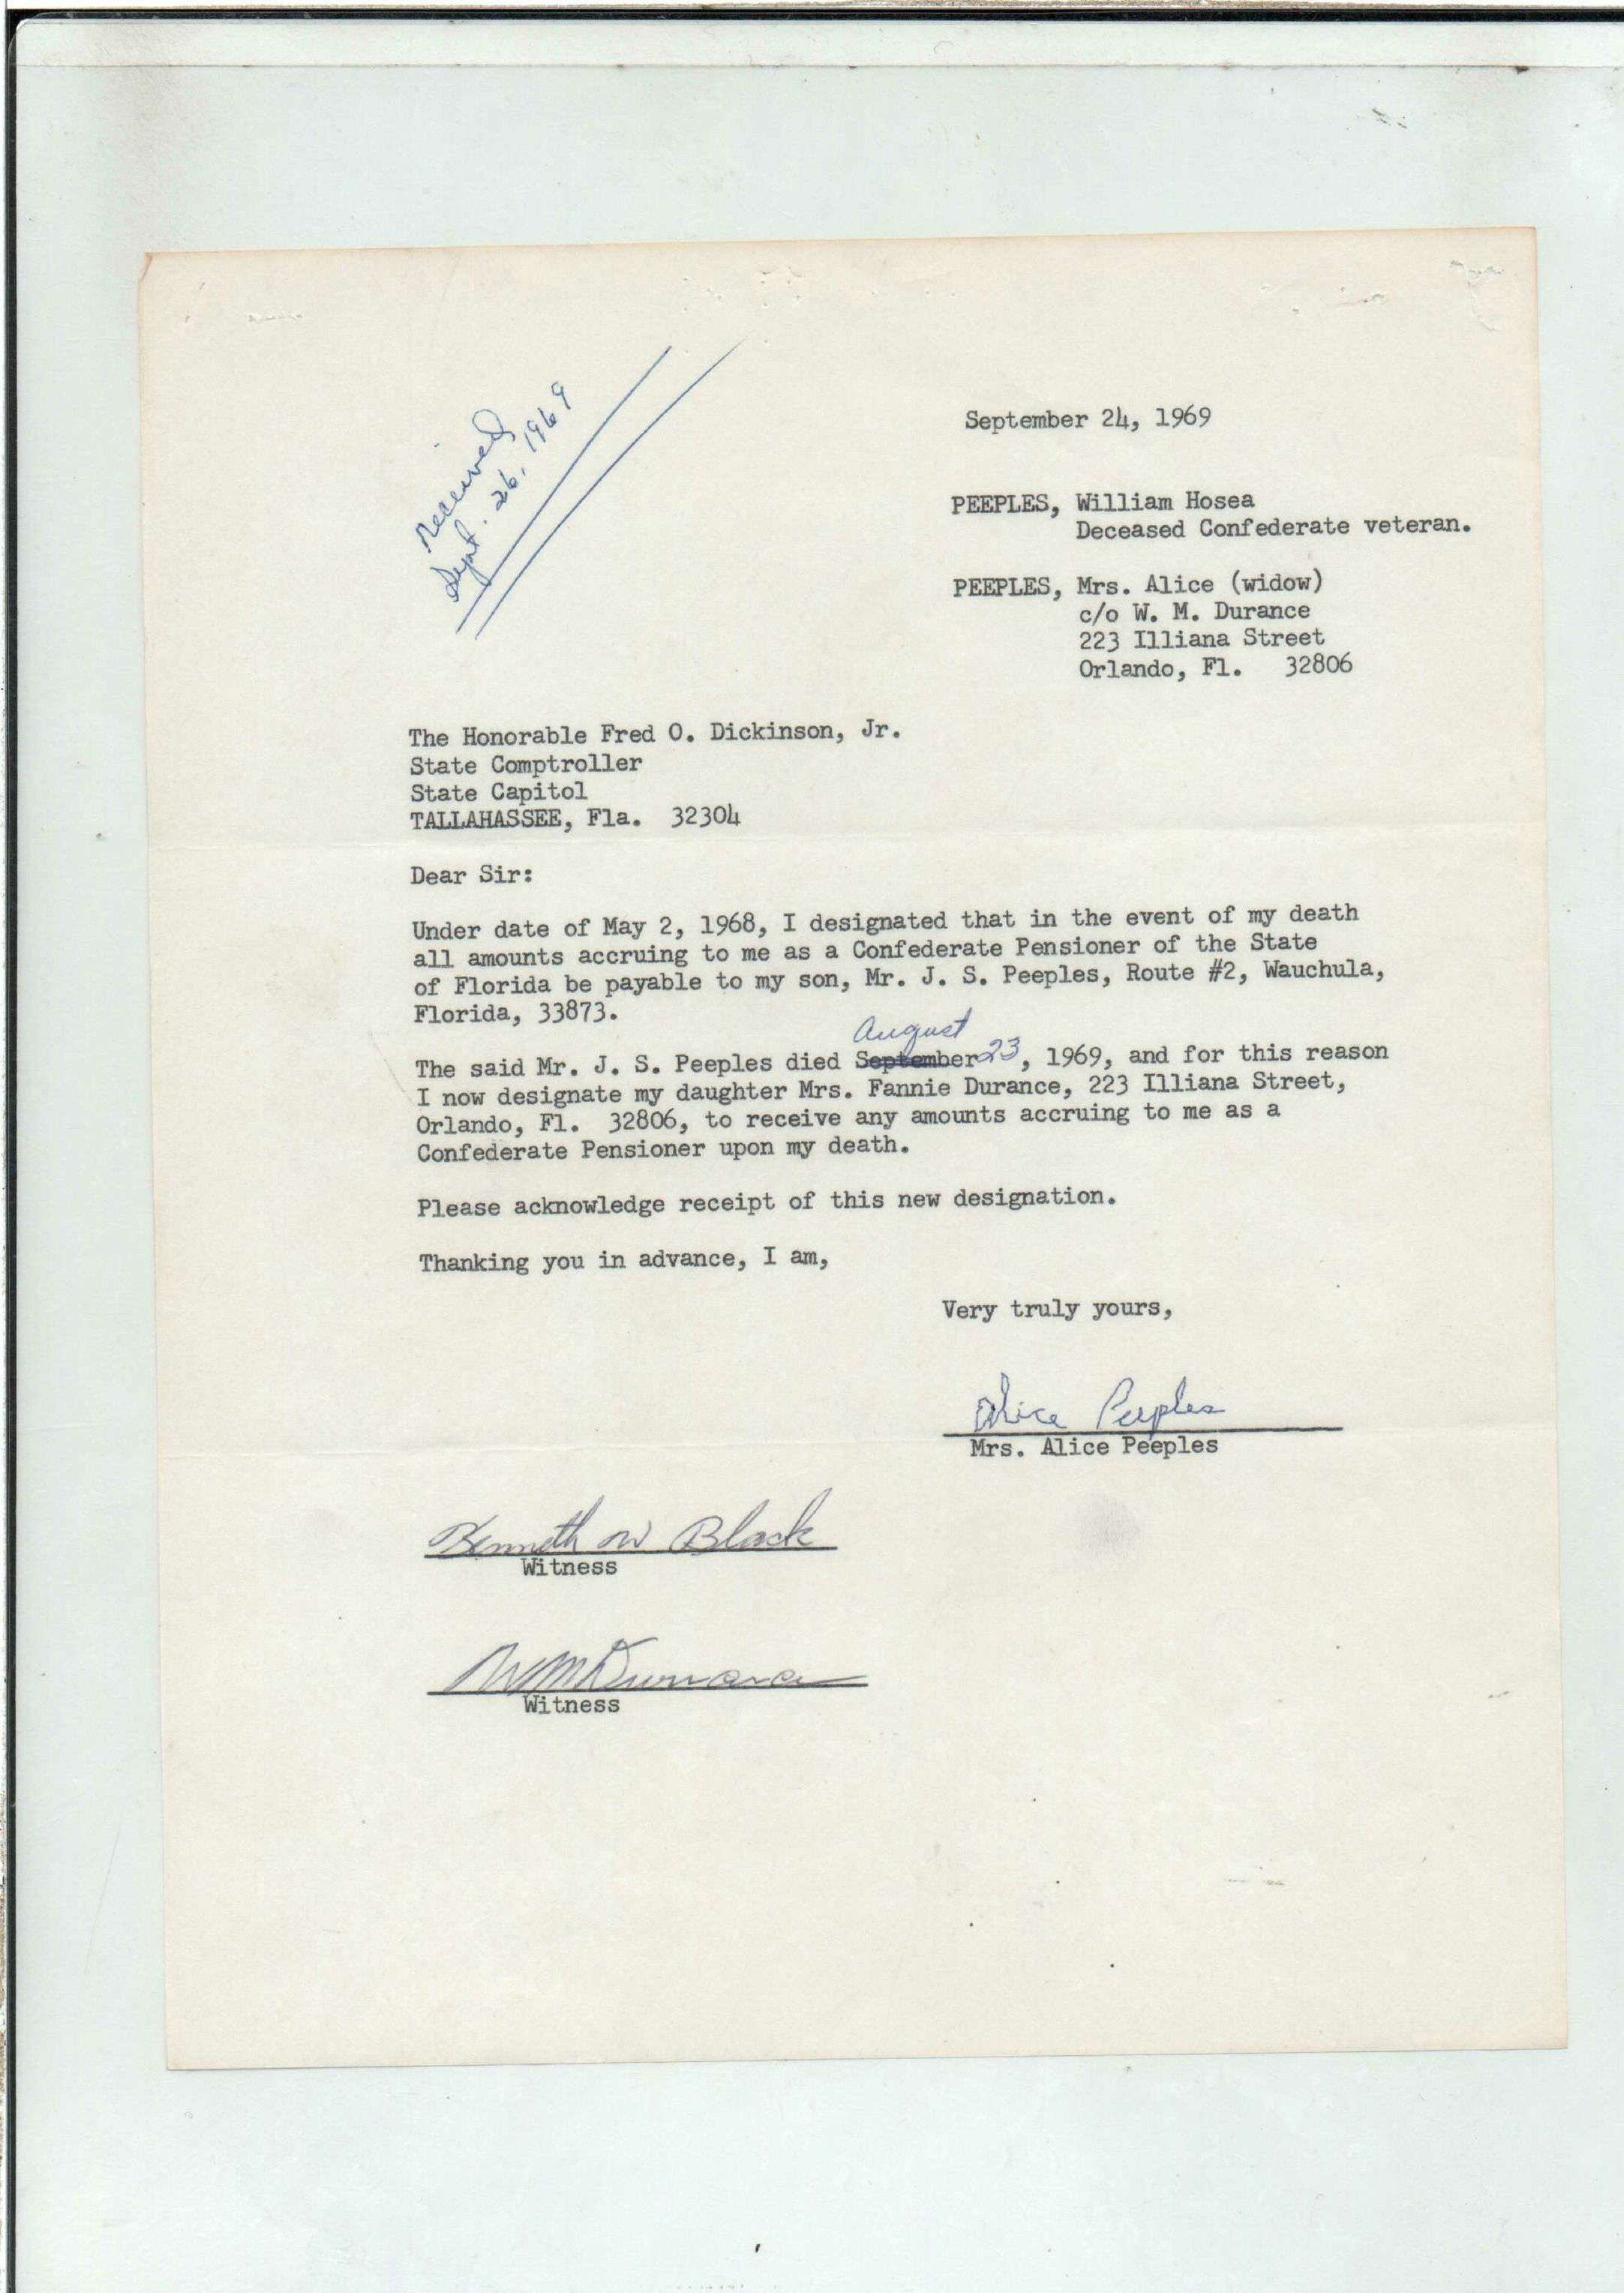 Received
Sept. 26, 1969
September 24, 1969
PEEPLES, William Hosea
Deceased Confederate veteran.
PEEPLES, Mrs. Alice (widow)
c/o W. M. Durance
223 Illiana Street
Orlando, Fl. 32806
The Honorable Fred O. Dickinson, Jr.
State Comptroller
State Capitol
TALLAHASSEE, Fla. 32304
Dear Sir:
Under date of May 2, 1968, I designated that in the event of my death
all amounts accruing to me as a Confederate Pensioner of the State
of Florida be payable to my son, Mr. J. S. Peeples, Route #2, Wauchula,
Florida, 33873.
August
The said Mr. J. S. Peeples died September 23, 1969, and for this reason
I now designate my daughter Mrs. Fannie Durance, 223 Illiana Street,
Orlando, Fl. 32806, to receive any amounts accruing to me as a
Confederate Pensioner upon my death.
Please acknowledge receipt of this new designation.
Thanking you in advance, I am,
Very truly yours,
Alice Peeples
Mrs. Alice Peeples
Kenneth W Black
Witness
W M Durance
Witness